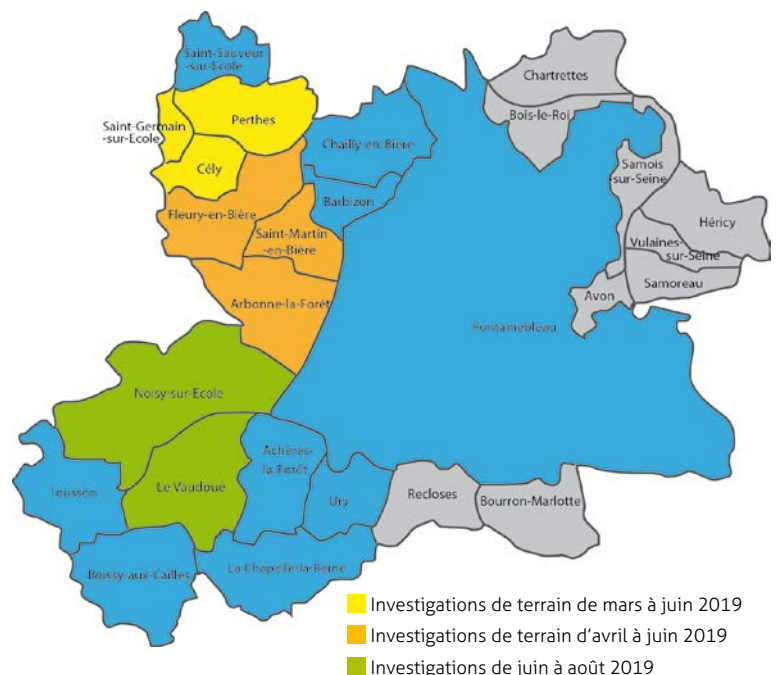 Saint-Sauveur
-sur-Ecole
Chartrettes
Bois-le-Roi
Perthes
Saint-Germain
-sur-Ecole
Chailly-en-Bière
Cély
Samois
-sur-Seine
Barbizon
Fleury-en-Bière
Héricy
Saint-Martin
-en-Bière
Vulaines-
sur-Seine
Samoreau
Avon
Arbonne-la-Forêt
Fontainebleau
Noisy-sur-Ecole
Achères-
la-Forêt
Le Vaudoué
Tousson
Ury
Recloses
Bourron-Marlotte
Boissy-aux-Cailles
La Chapelle-la-Reine
Investigations de terrain de mars à juin 2019
Investigations de terrain d'avril à juin 2019
Investigations de juin à août 2019